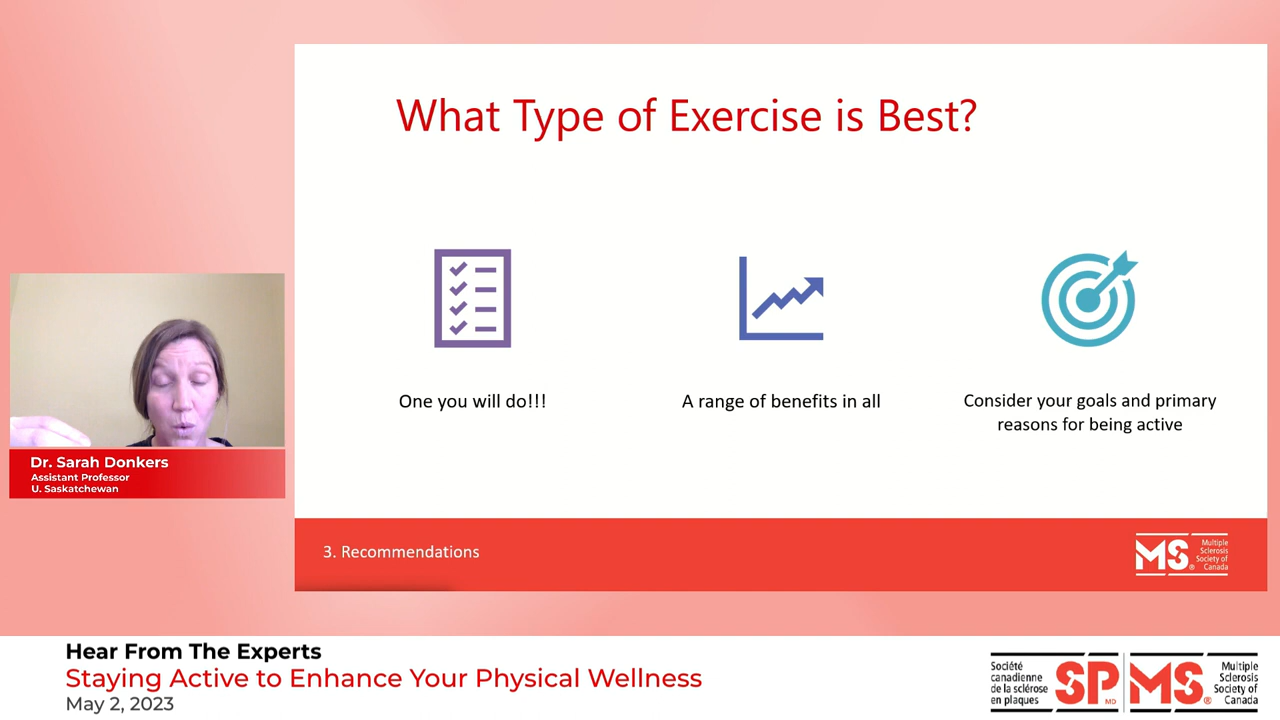 What Type of Exercise is Best?
One you will do!!!
A range of benefits in all
Consider your goals and primary
reasons for being active
Dr. Sarah Donkers
Assistant Professor
U. Saskatchewan
3. Recommendations
MS®
Multiple
Sclerosis
Society of
Canada
Hear From The Experts
Staying Active to Enhance Your Physical Wellness
May 2, 2023
Société
canadienne
de la sclérose
en plaques
SP MD
MS®
Multiple
Sclerosis
Society of
Canada